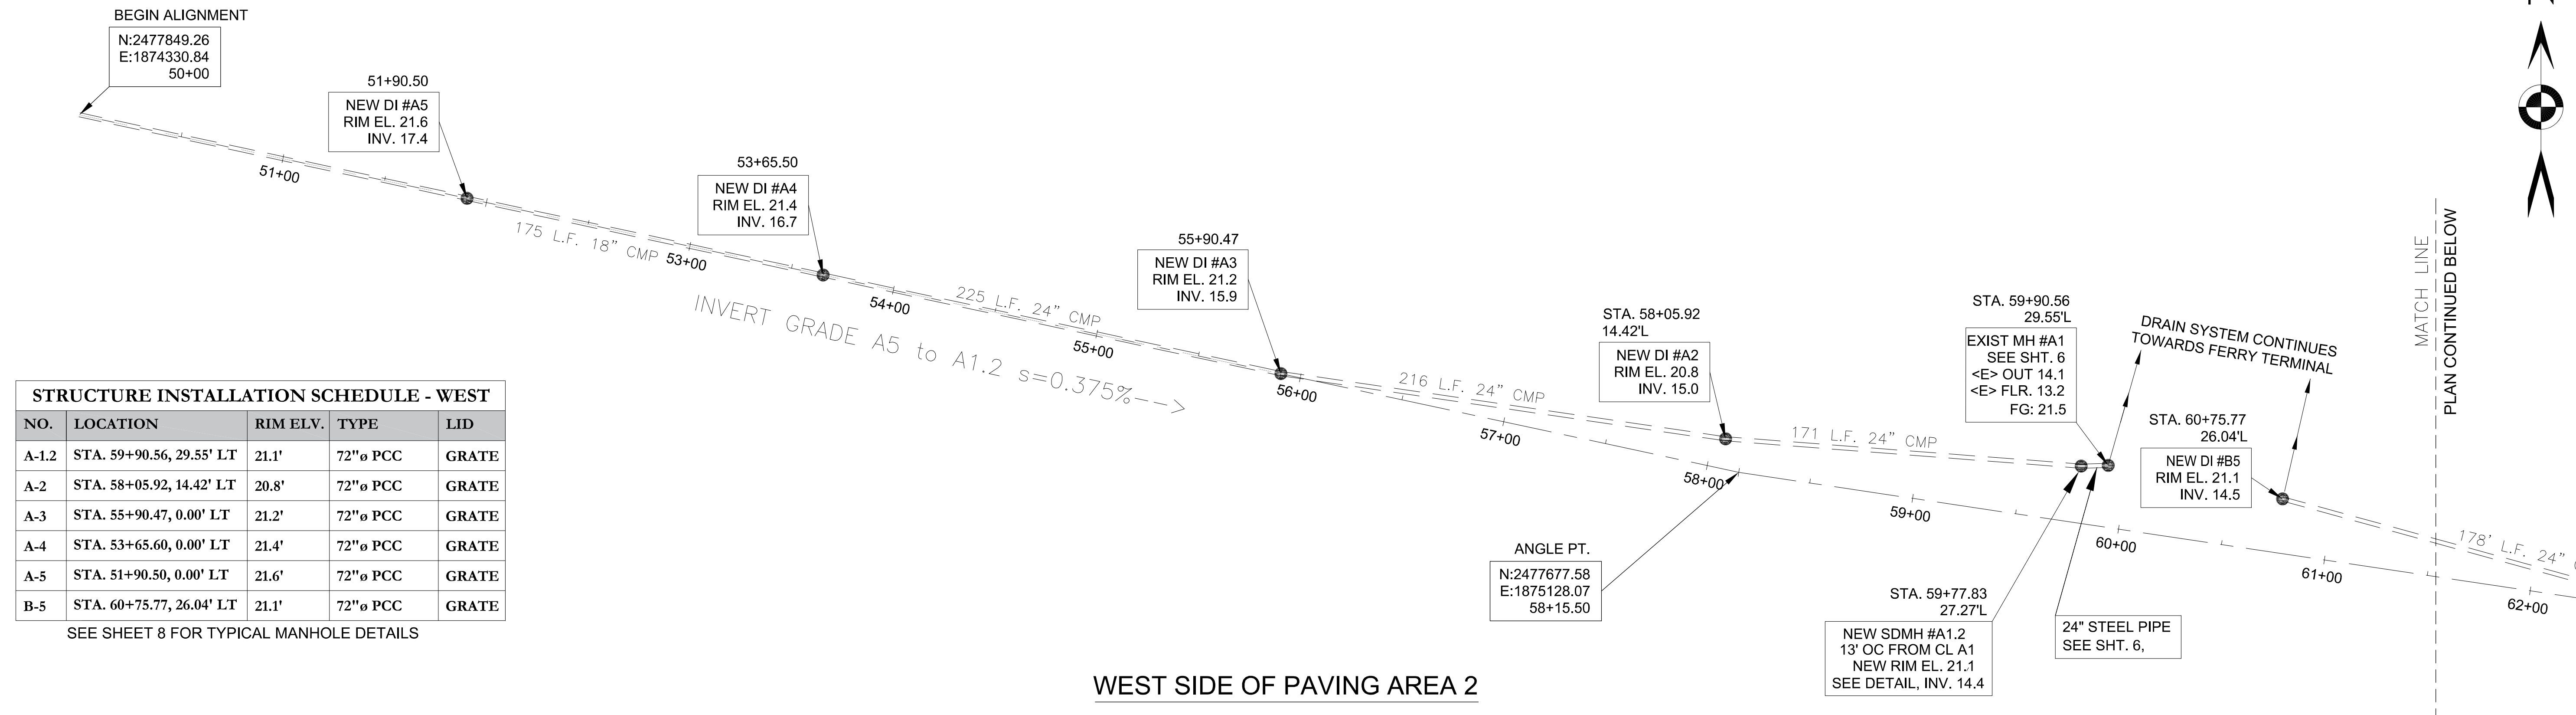 BEGIN ALIGNMENT
N:2477849.26
E:1874330.84
50+00
51+90.50
NEW DI #A5
RIM EL. 21.6
INV. 17.4
53+65.50
NEW DI #A4
RIM EL. 21.4
INV. 16.7
55+90.47
NEW DI #A3
RIM EL. 21.2
INV. 15.9
STA. 58+05.92
14.42'L
NEW DI #A2
RIM EL. 20.8
INV. 15.0
STA. 59+90.56
29.55'L
EXIST MH #A1
SEE SHT. 6
<E> OUT 14.1
<E> FLR. 13.2
FG: 21.5
DRAIN SYSTEM CONTINUES
TOWARDS FERRY TERMINAL
STA. 60+75.77
26.04'L
NEW DI #B5
RIM EL. 21.1
INV. 14.5
MATCH LINE
PLAN CONTINUED BELOW
51+00
175 L.F. 18" CMP
53+00
54+00
225 L.F. 24" CMP
55+00
56+00
216 L.F. 24" CMP
57+00
58+00
171 L.F. 24" CMP
59+00
60+00
61+00
62+00
178' L.F. 24"
INVERT GRADE A5 to A1.2 s=0.375%-->
STRUCTURE INSTALLATION SCHEDULE - WEST
NO. LOCATION RIM ELV. TYPE LID
A-1.2 STA. 59+90.56, 29.55' LT 21.1' 72"ø PCC GRATE
A-2 STA. 58+05.92, 14.42' LT 20.8' 72"ø PCC GRATE
A-3 STA. 55+90.47, 0.00' LT 21.2' 72"ø PCC GRATE
A-4 STA. 53+65.60, 0.00' LT 21.4' 72"ø PCC GRATE
A-5 STA. 51+90.50, 0.00' LT 21.6' 72"ø PCC GRATE
B-5 STA. 60+75.77, 26.04' LT 21.1' 72"ø PCC GRATE
SEE SHEET 8 FOR TYPICAL MANHOLE DETAILS
ANGLE PT.
N:2477677.58
E:1875128.07
58+15.50
STA. 59+77.83
27.27'L
NEW SDMH #A1.2
13' OC FROM CL A1
NEW RIM EL. 21.1
SEE DETAIL, INV. 14.4
24" STEEL PIPE
SEE SHT. 6,
WEST SIDE OF PAVING AREA 2